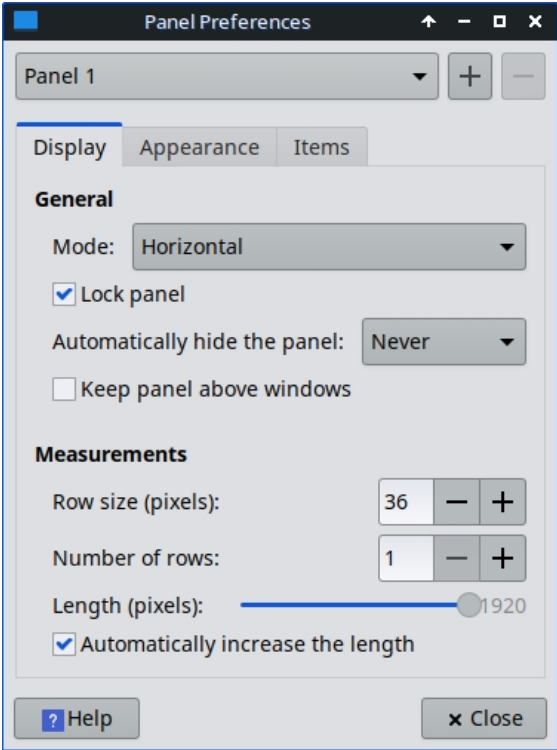 Panel Preferences
Panel 1
Display Appearance Items
General
Mode: Horizontal
Lock panel
Automatically hide the panel: Never
Keep panel above windows
Measurements
Row size (pixels): 36
Number of rows: 1
Length (pixels): 1920
Automatically increase the length
? Help
Close